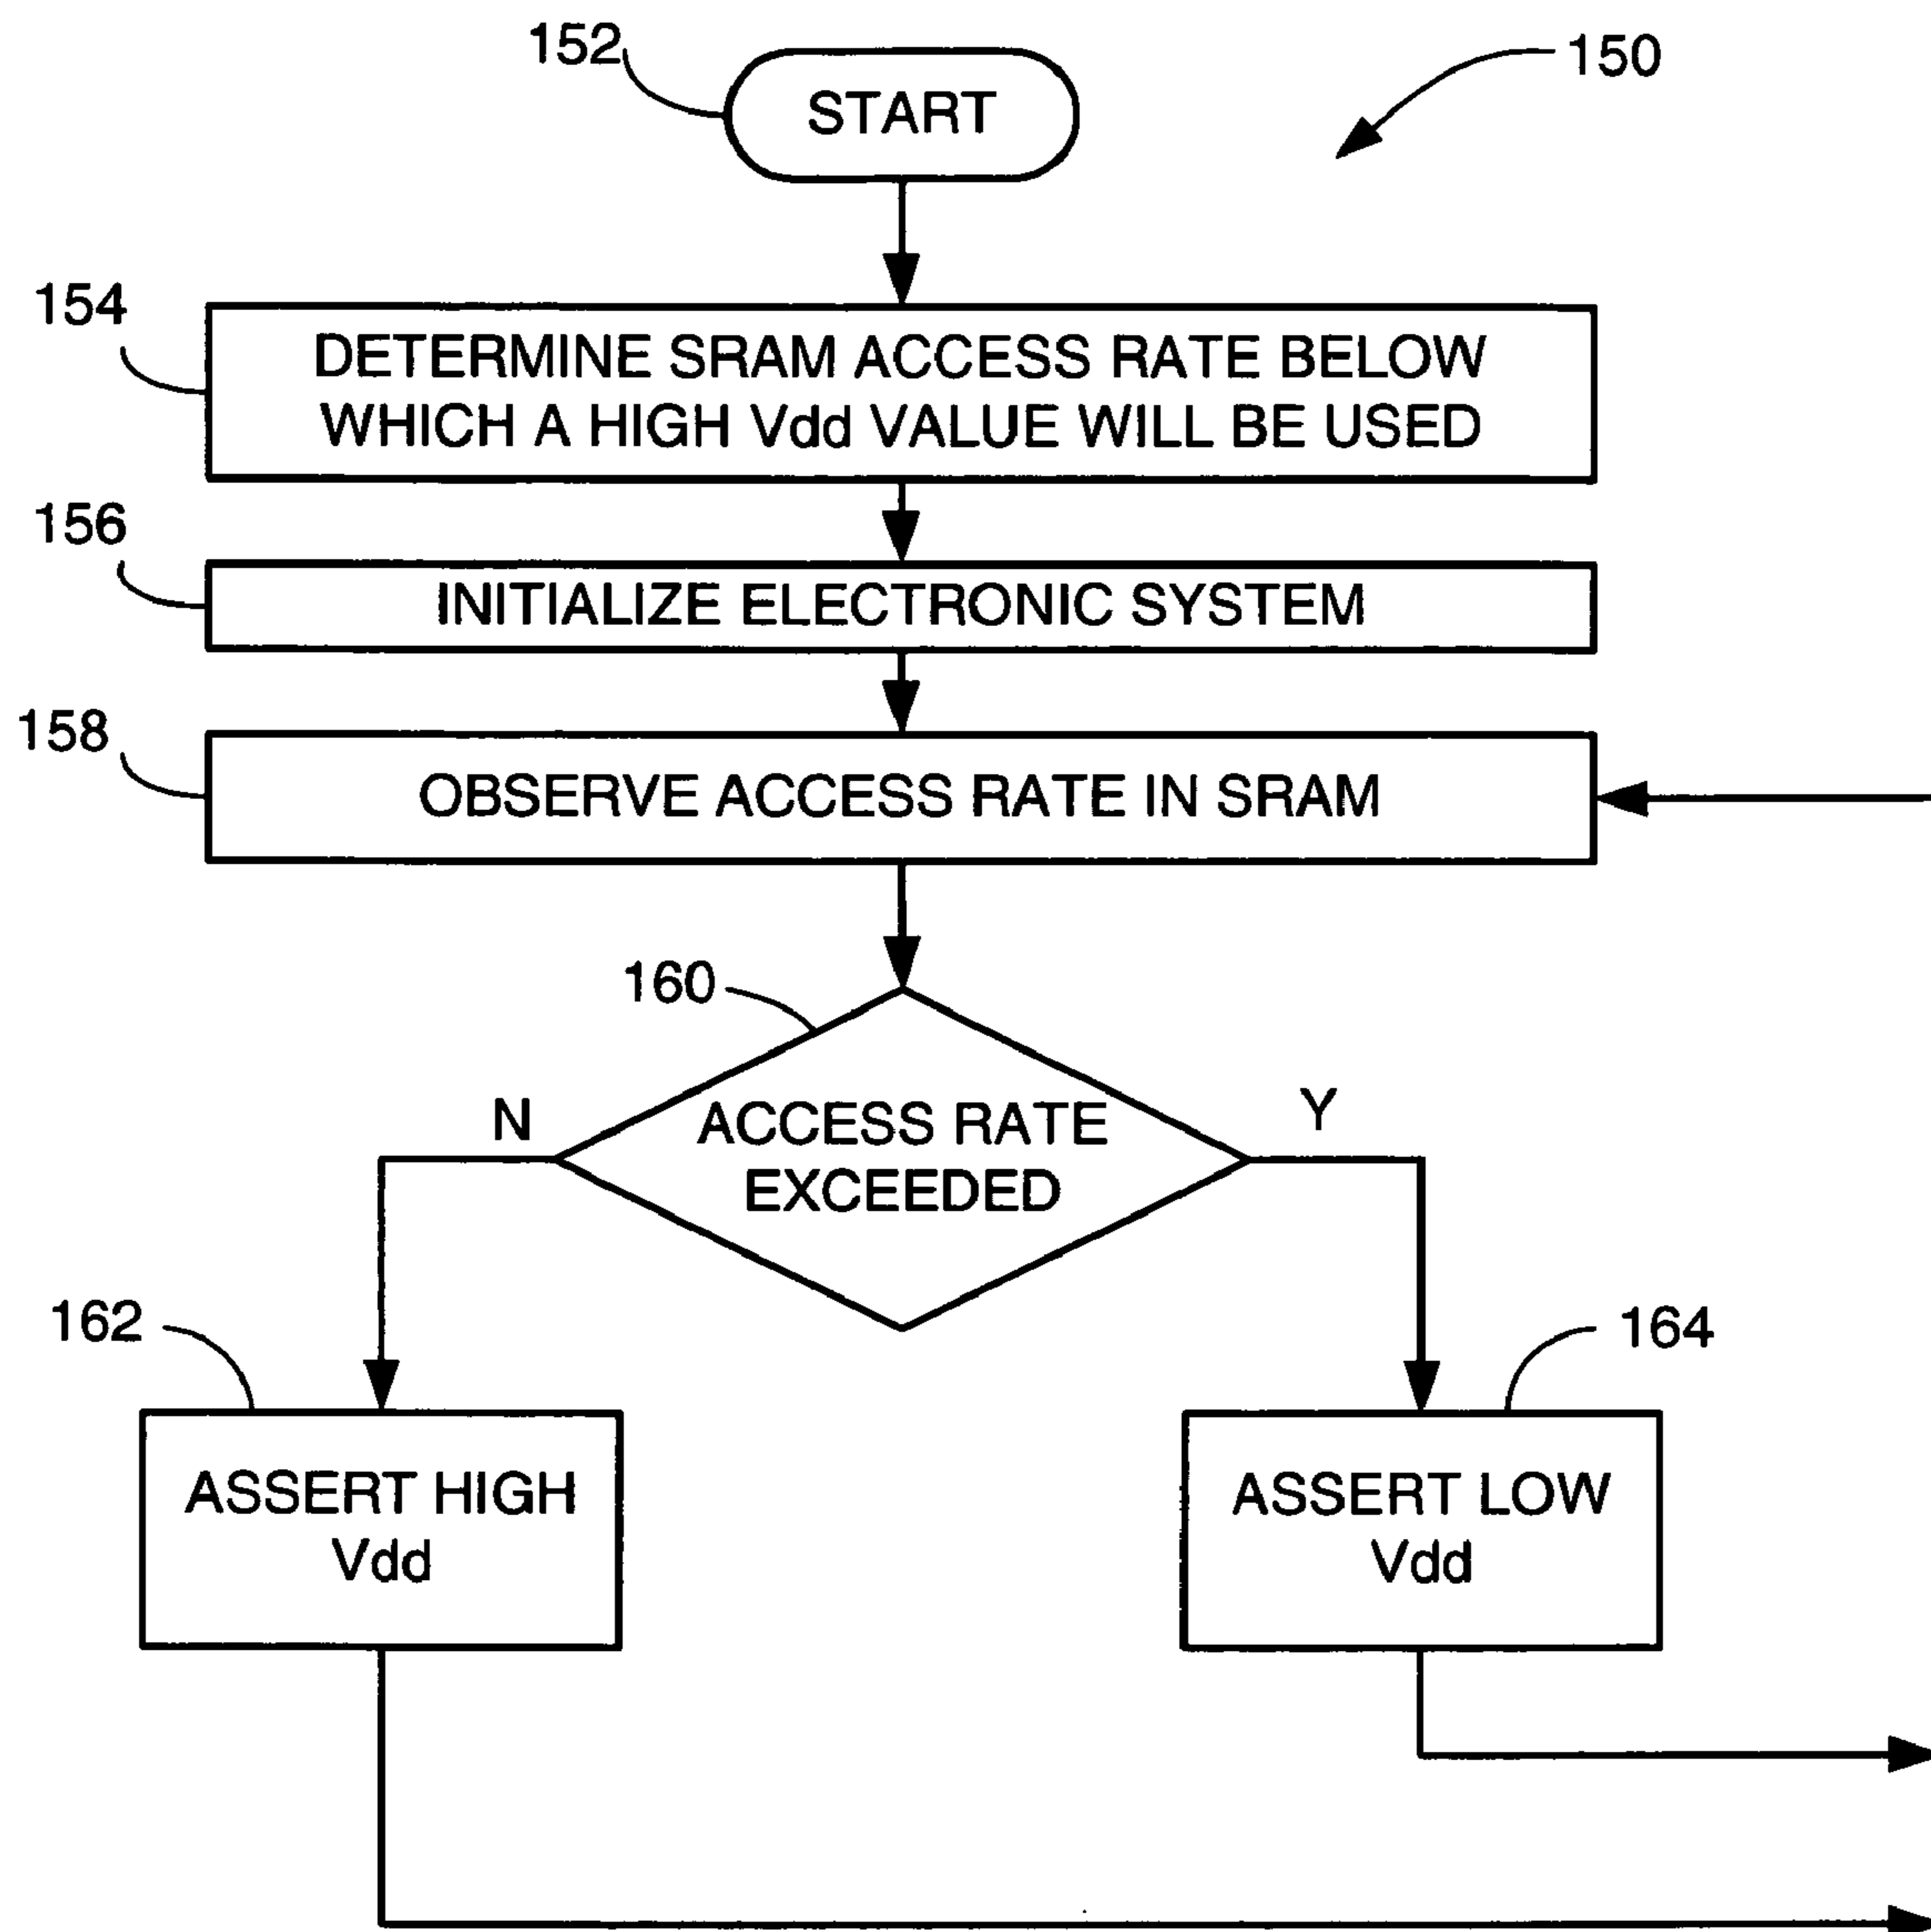 152
START
150
154
DETERMINE SRAM ACCESS RATE BELOW
WHICH A HIGH Vdd VALUE WILL BE USED
156
INITIALIZE ELECTRONIC SYSTEM
158
OBSERVE ACCESS RATE IN SRAM
160
N
ACCESS RATE
EXCEEDED
Y
162
ASSERT HIGH
Vdd
164
ASSERT LOW
Vdd